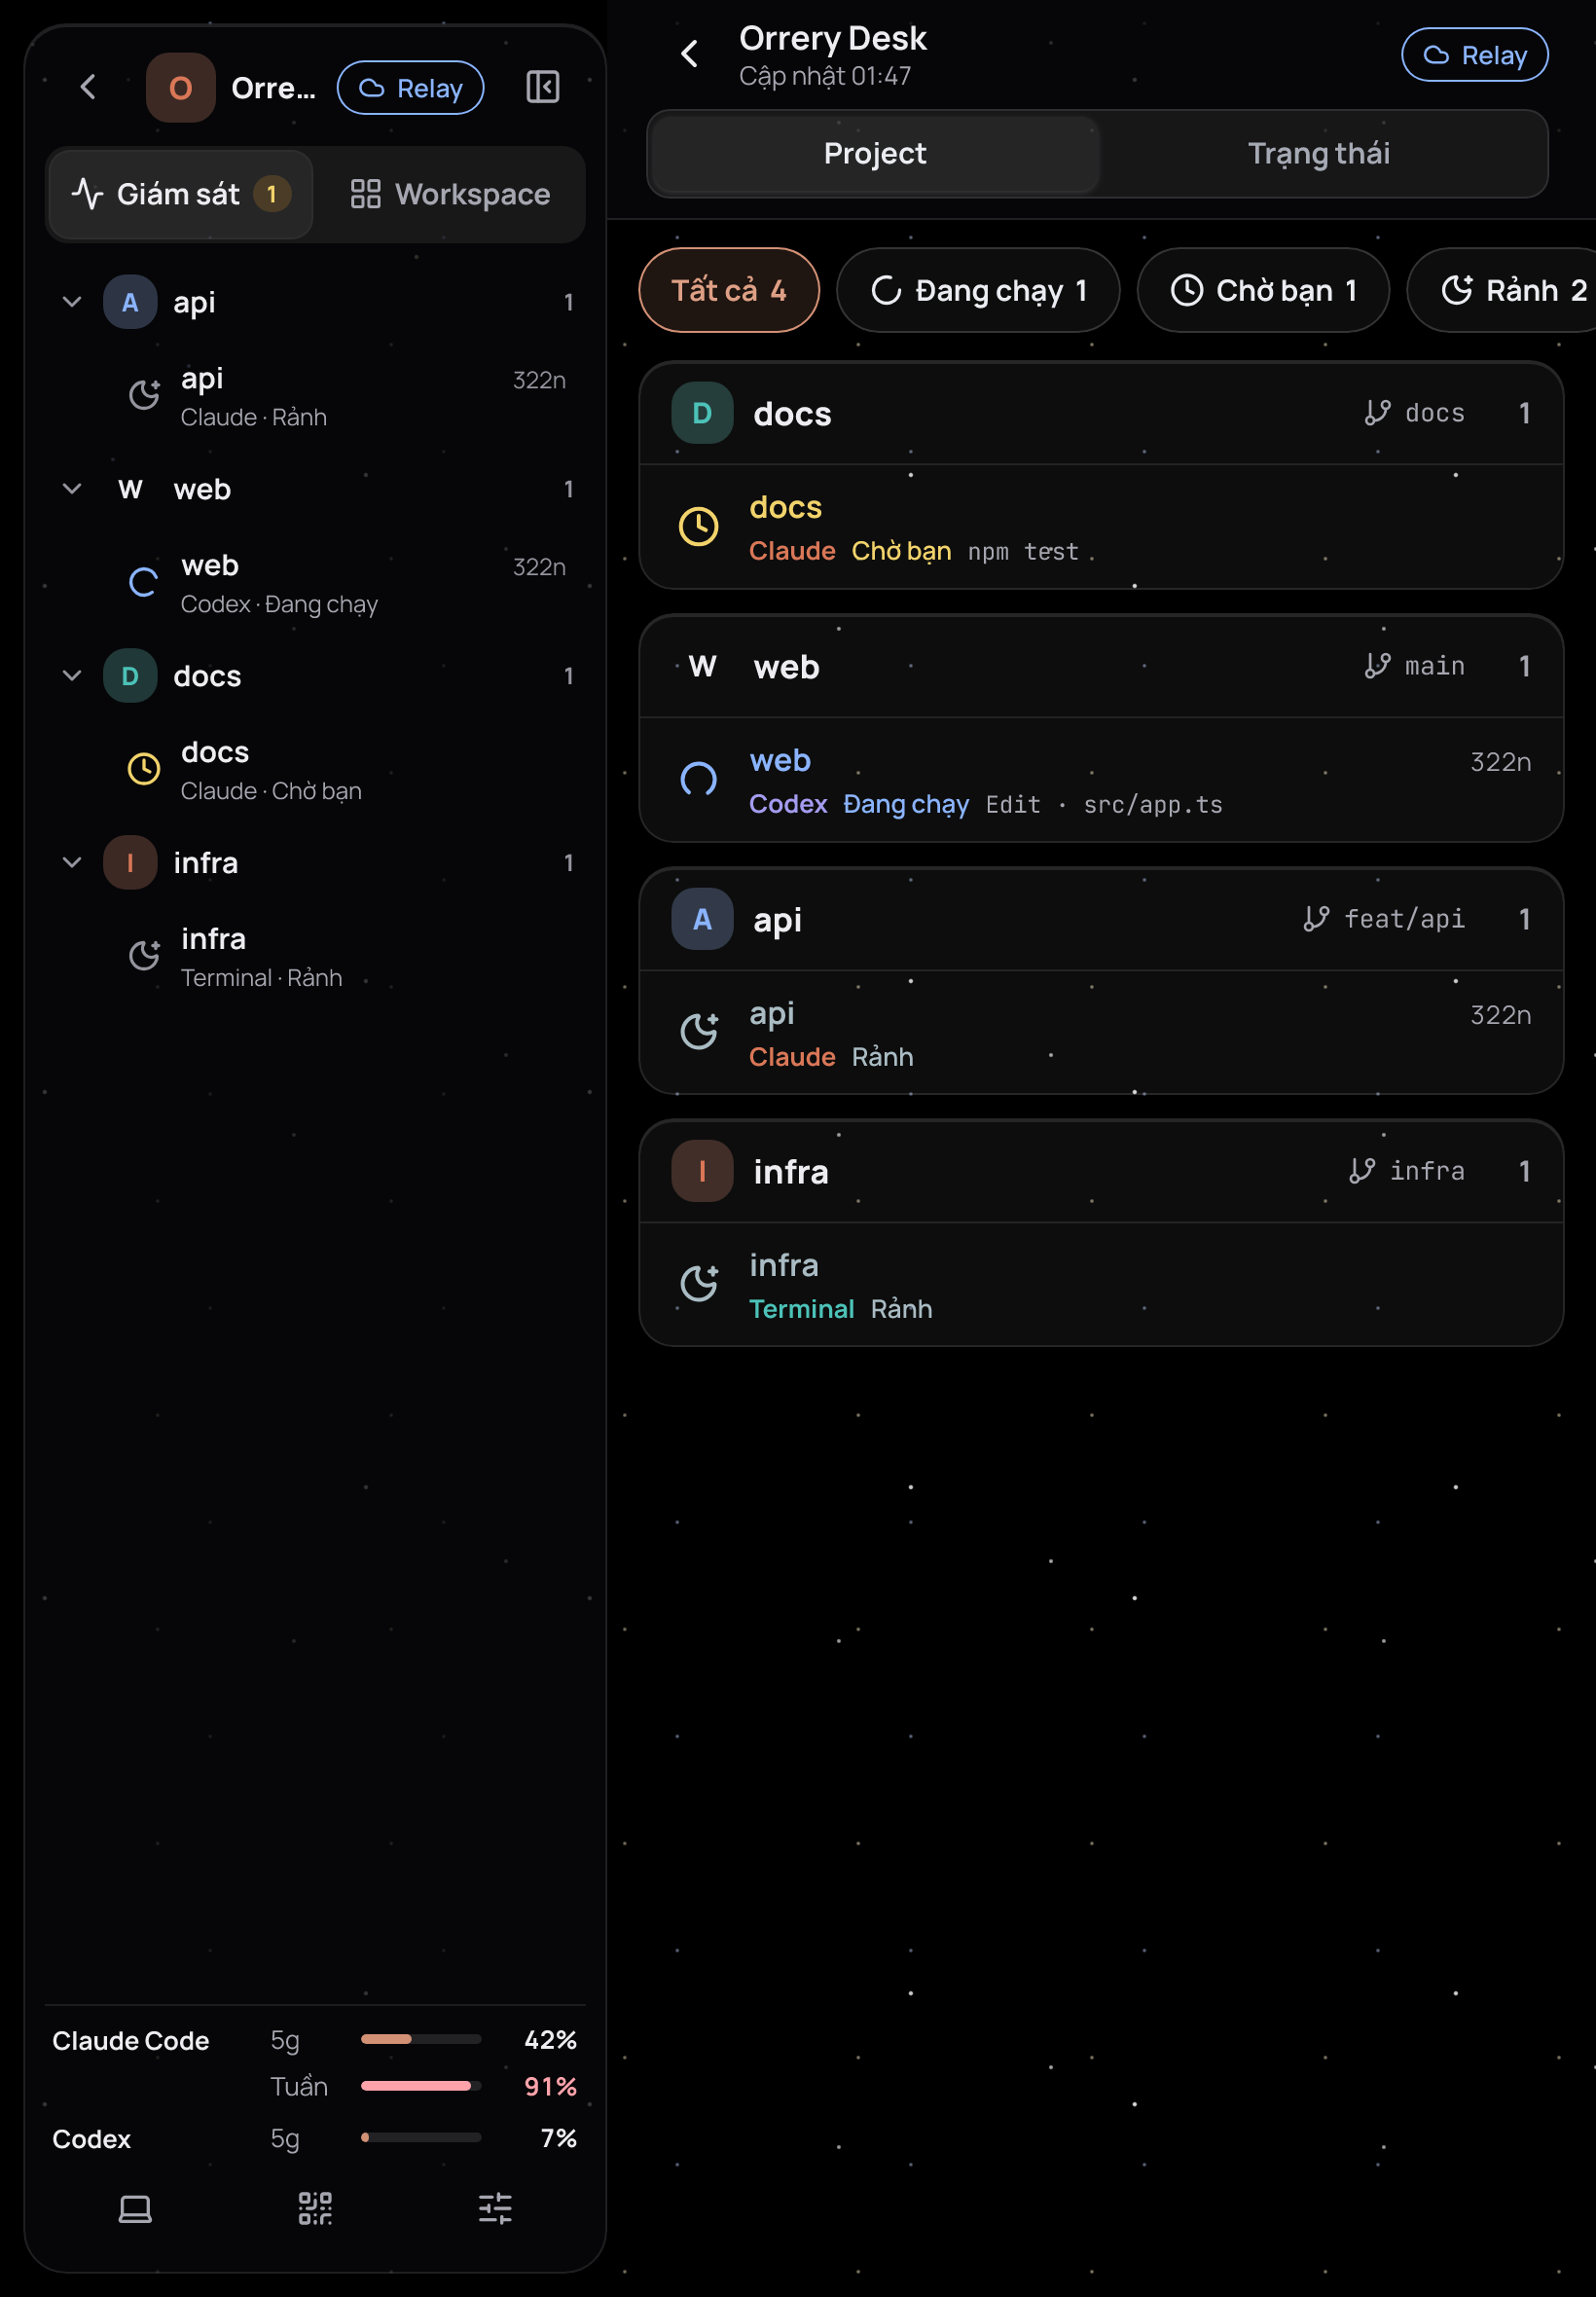 O Orre... Relay
Giám sát 1 Workspace
A api 1
api 322n
Claude · Rảnh
W web 1
web 322n
Codex · Đang chạy
D docs 1
docs
Claude · Chờ bạn
I infra 1
infra
Terminal · Rảnh
Claude Code 5g 42%
Tuần 91%
Codex 5g 7%
Orrery Desk
Cập nhật 01:47
Relay
Project Trạng thái
Tất cả 4 Đang chạy 1 Chờ bạn 1 Rảnh 2
D docs docs 1
docs
Claude Chờ bạn npm test
W web main 1
web 322n
Codex Đang chạy Edit · src/app.ts
A api feat/api 1
api 322n
Claude Rảnh
I infra infra 1
infra
Terminal Rảnh